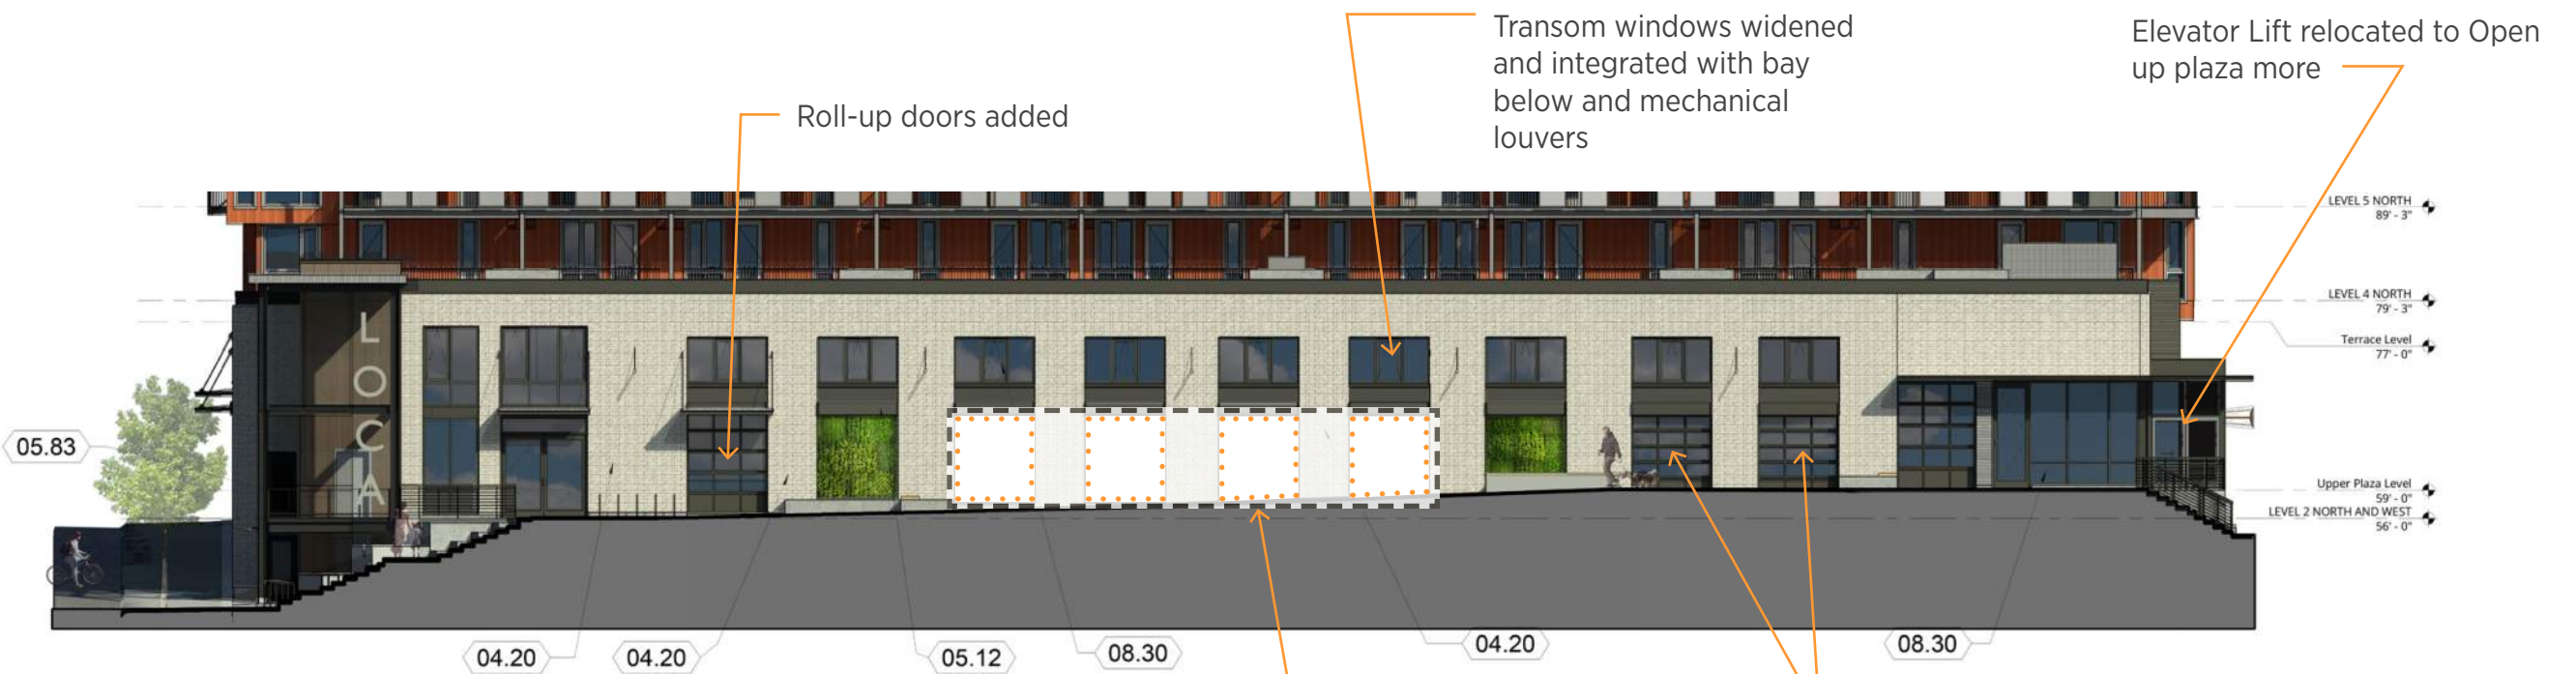 Transom windows widened
and integrated with bay
below and mechanical
louvers
Elevator Lift relocated to Open
up plaza more
Roll-up doors added
LEVEL 5 NORTH
89' - 3"
LEVEL 4 NORTH
79' - 3"
Terrace Level
77' - 0"
LOCAL
05.83
Upper Plaza Level
59' - 0"
LEVEL 2 NORTH AND WEST
56' - 0"
04.20
04.20
05.12
08.30
04.20
08.30